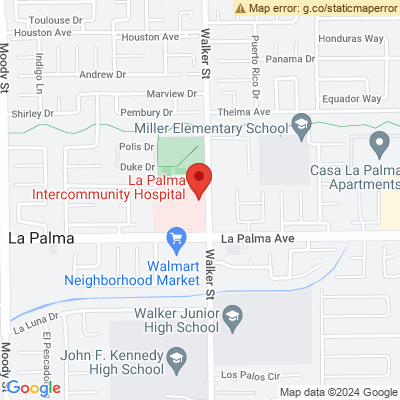 Map error: g.co/staticmaperror
Toulouse Dr
Houston Ave
Houston Ave
Walker St
Honduras Way
Moody St
Indigo Ln
Andrew Dr
Panama Dr
Puerto Rico Dr
Marview Dr
Equador Way
Shirley Dr
Pembury Dr
Thelma Ave
Miller Elementary School
Polis Dr
Duke Dr
Casa La Palma
Apartments
La Palma
Intercommunity Hospital
La Palma
La Palma Ave
Walmart
Neighborhood Market
Walker St
La Luna Dr
Walker Junior
High School
El Pescador
Moody St
John F. Kennedy
High School
Los Palos Cir
Google
Map data ©2024 Google